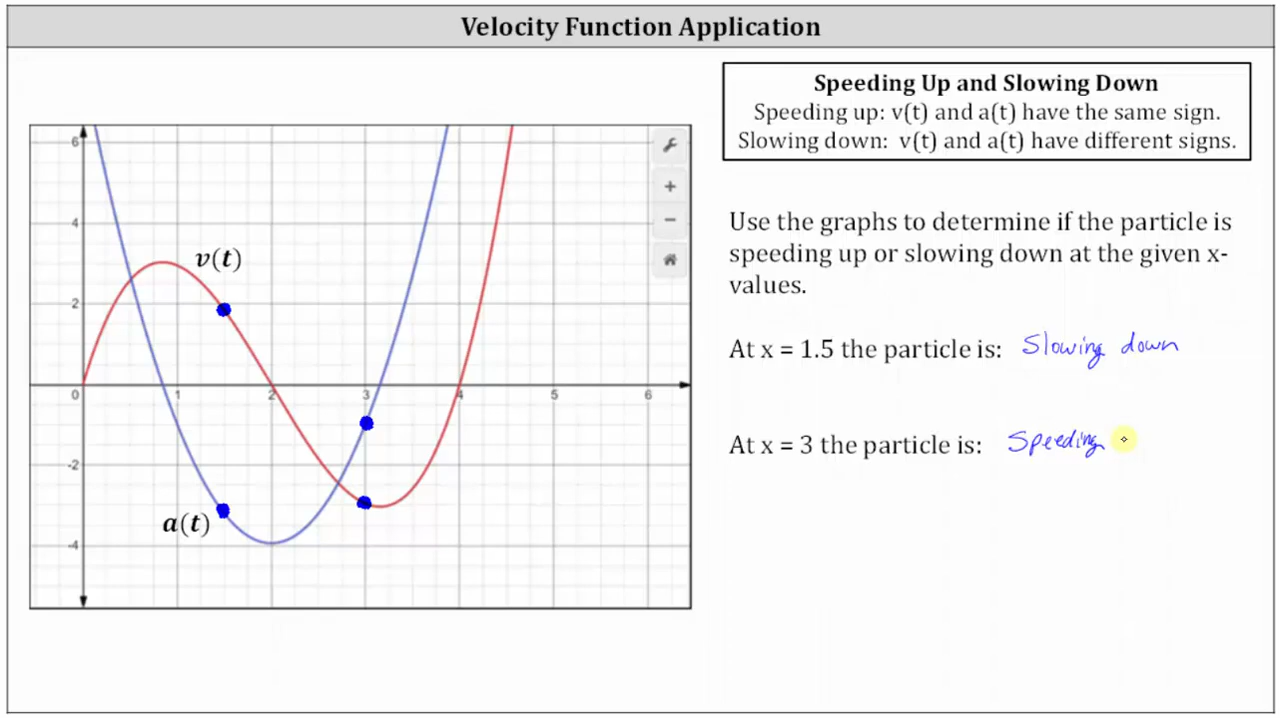 Velocity Function Application
Speeding Up and Slowing Down
Speeding up: v(t) and a(t) have the same sign.
Slowing down: v(t) and a(t) have different signs.
6
4
2
0
1
2
3
4
5
6
-2
-4
v(t)
a(t)
+
−
Use the graphs to determine if the particle is
speeding up or slowing down at the given x-
values.
At x = 1.5 the particle is: Slowing down
At x = 3 the particle is: Speeding